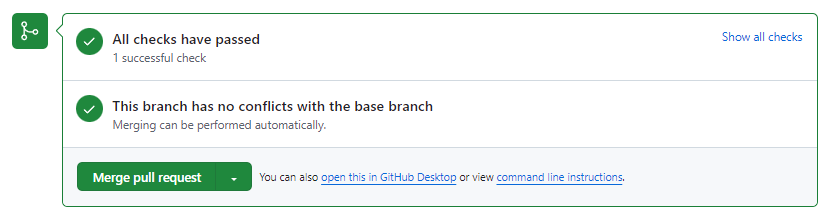 All checks have passed
Show all checks
1 successful check
This branch has no conflicts with the base branch
Merging can be performed automatically.
Merge pull request
You can also open this in GitHub Desktop or view command line instructions.